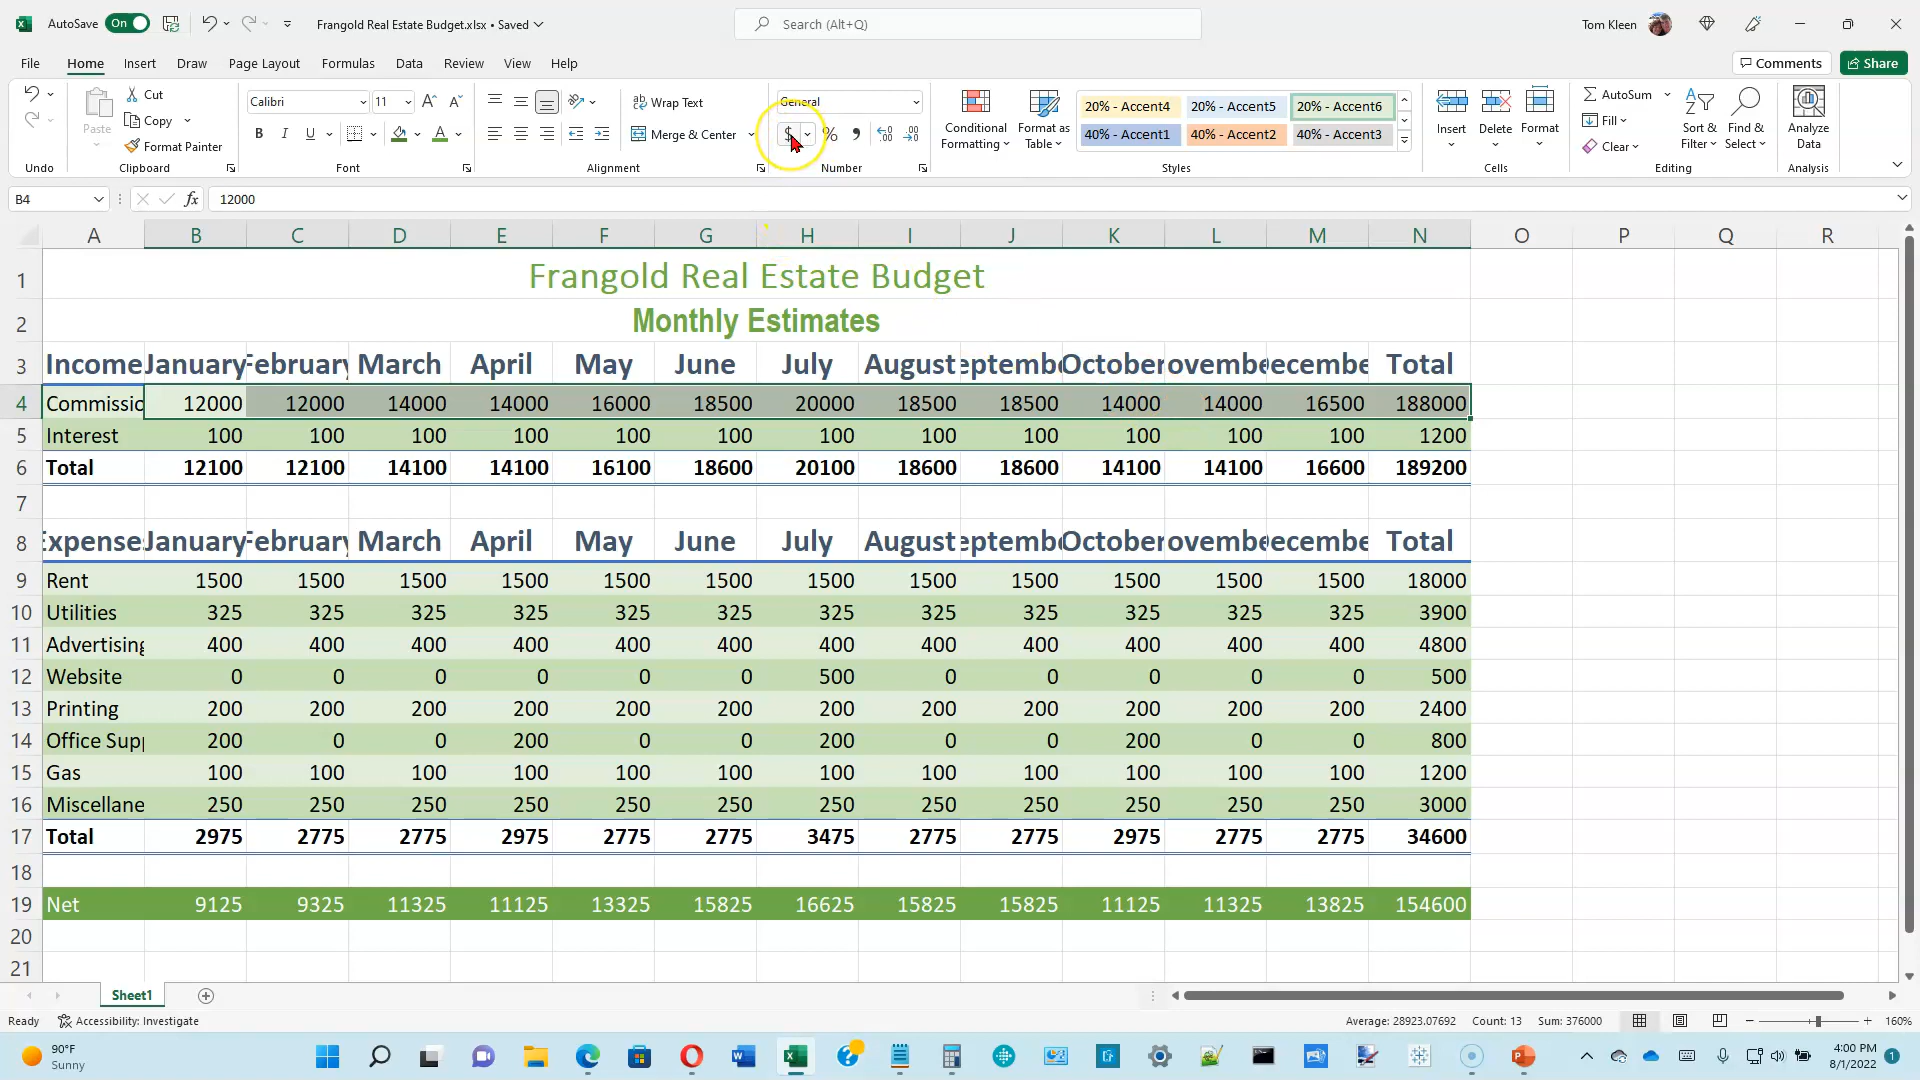 AutoSave On Frangold Real Estate Budget.xlsx • Saved Search (Alt+Q) Tom Kleen
File Home Insert Draw Page Layout Formulas Data Review View Help Comments Share
Paste Cut Copy Format Painter
Calibri 11 B I U A A A
ab Wrap Text Merge & Center
General $ % ,
Conditional Formatting Format as Table
20% - Accent4 20% - Accent5 20% - Accent6
40% - Accent1 40% - Accent2 40% - Accent3
Insert Delete Format
AutoSum Fill Clear
Sort & Filter Find & Select
Analyze Data
Undo Clipboard Font Alignment Number Styles Cells Editing Analysis
B4 fx 12000
A B C D E F G H I J K L M N O P Q R
1 Frangold Real Estate Budget
2 Monthly Estimates
3 Income January February March April May June July August eptembe October ovembe ecembe Total
4 Commissio 12000 12000 14000 14000 16000 18500 20000 18500 18500 14000 14000 16500 188000
5 Interest 100 100 100 100 100 100 100 100 100 100 100 100 1200
6 Total 12100 12100 14100 14100 16100 18600 20100 18600 18600 14100 14100 16600 189200
7
8 Expense January February March April May June July August eptembe October ovembe ecembe Total
9 Rent 1500 1500 1500 1500 1500 1500 1500 1500 1500 1500 1500 1500 18000
10 Utilities 325 325 325 325 325 325 325 325 325 325 325 325 3900
11 Advertising 400 400 400 400 400 400 400 400 400 400 400 400 4800
12 Website 0 0 0 0 0 0 500 0 0 0 0 0 500
13 Printing 200 200 200 200 200 200 200 200 200 200 200 200 2400
14 Office Supp 200 0 0 200 0 0 200 0 0 200 0 0 800
15 Gas 100 100 100 100 100 100 100 100 100 100 100 100 1200
16 Miscellane 250 250 250 250 250 250 250 250 250 250 250 250 3000
17 Total 2975 2775 2775 2975 2775 2775 3475 2775 2775 2975 2775 2775 34600
18
19 Net 9125 9325 11325 11125 13325 15825 16625 15825 15825 11125 11325 13825 154600
20
21
Sheet1
Ready Accessibility: Investigate Average: 28923.07692 Count: 13 Sum: 376000 160%
90°F 4:00 PM
Sunny 8/1/2022 1